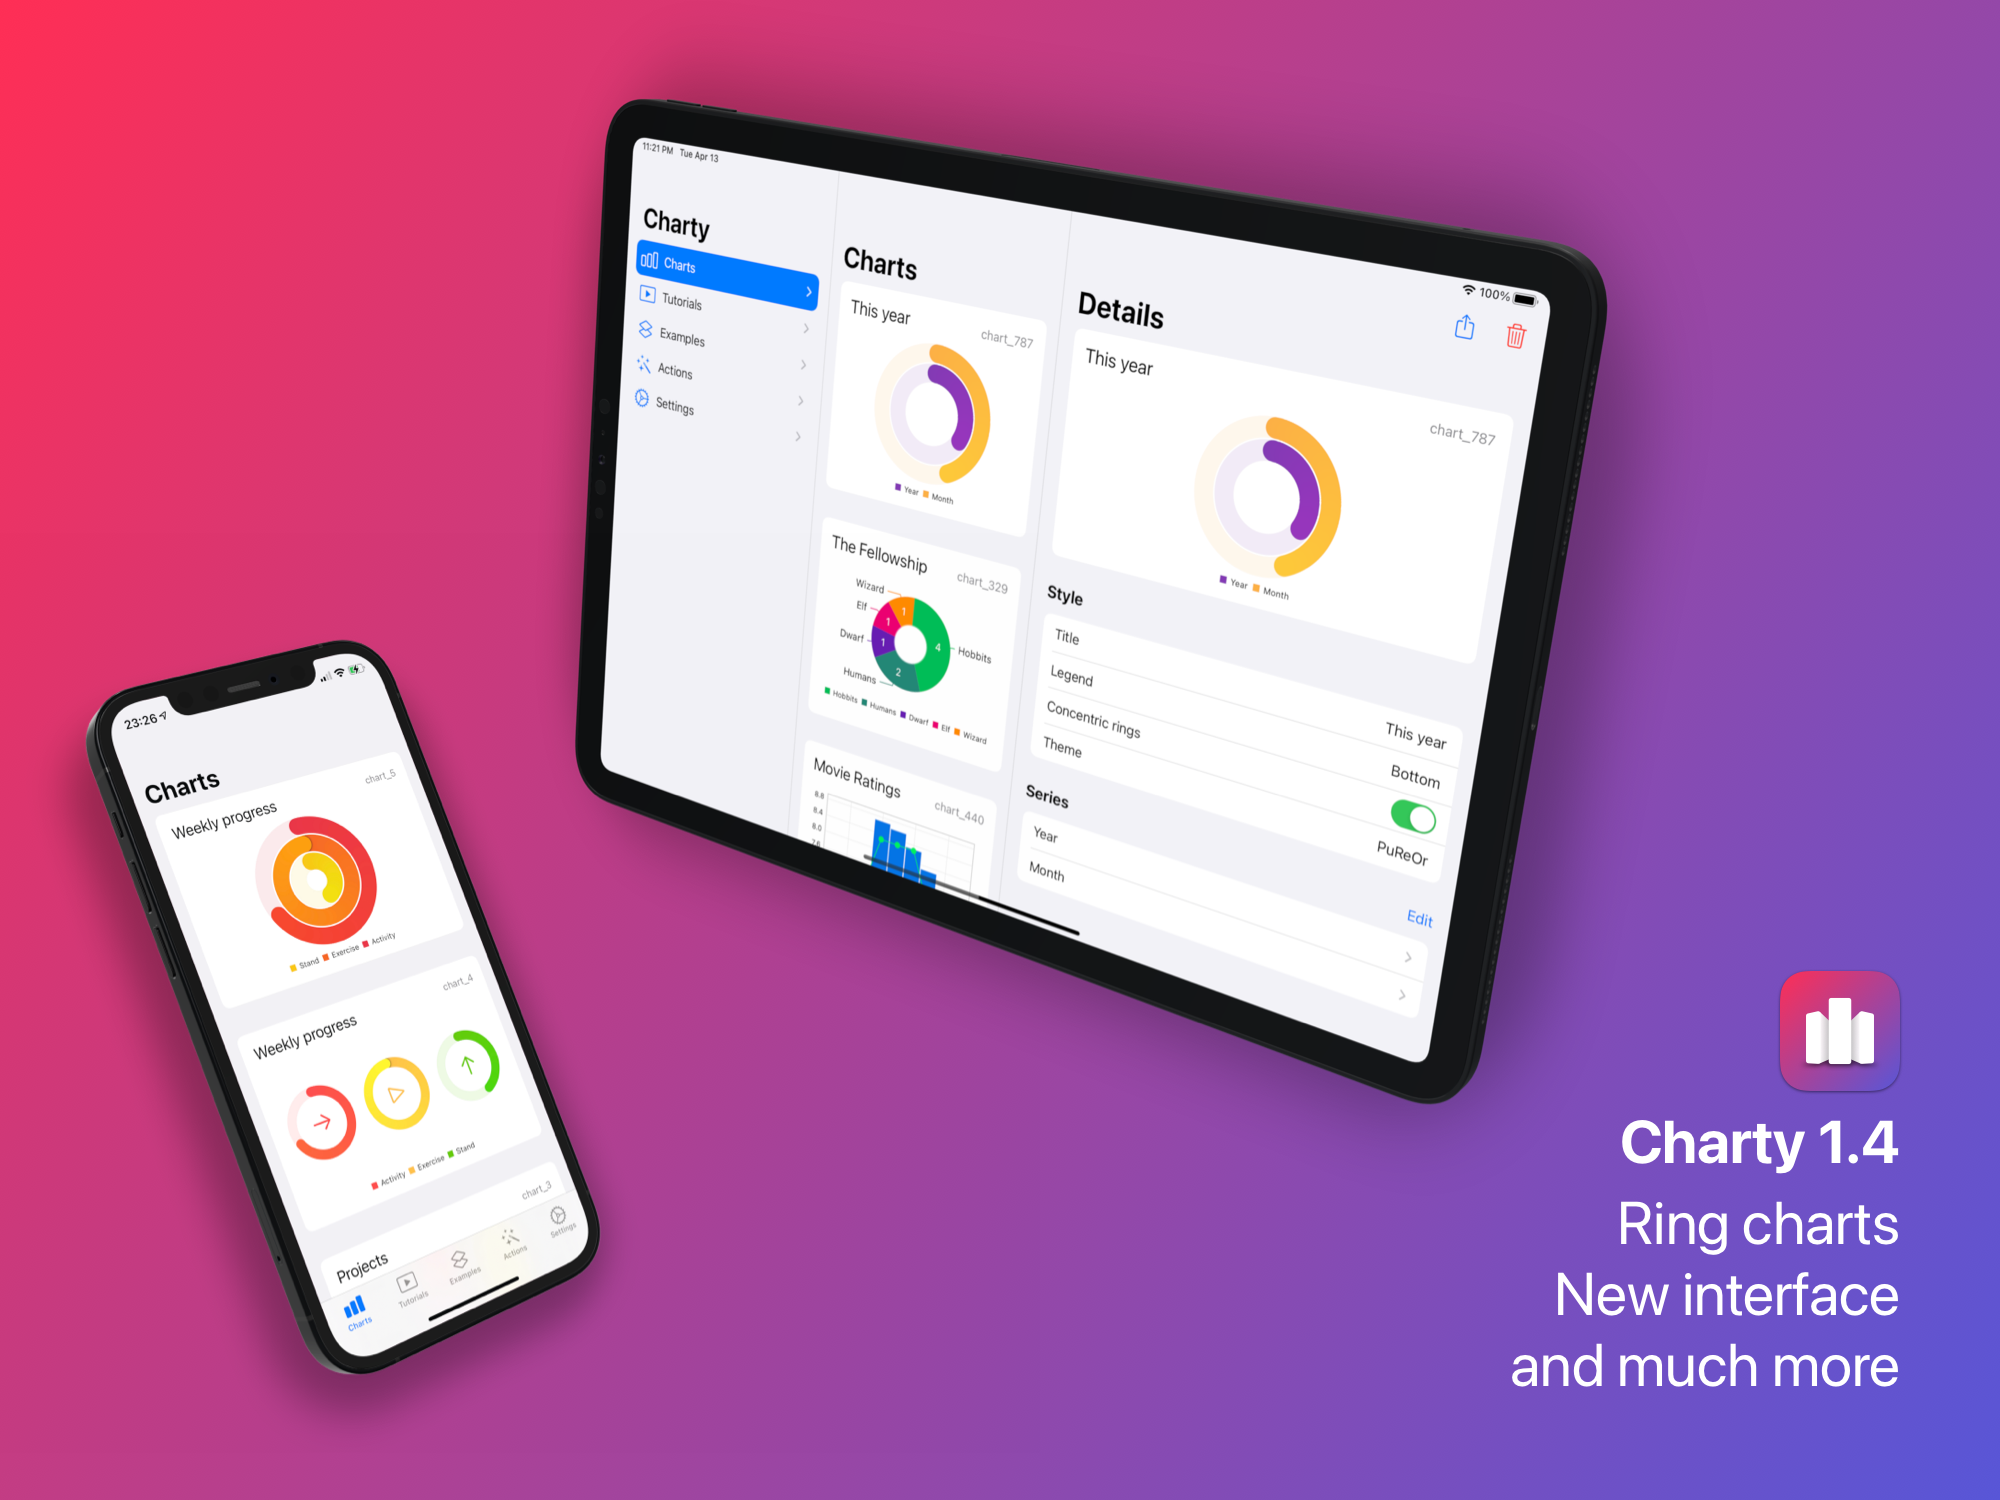 11:21 PM Tue Apr 13
100%
Charty
Charts
Tutorials
Examples
Actions
Settings
Charts
This year
chart_787
Year Month
The Fellowship
chart_329
Wizard
Elf
Dwarf
Humans
Hobbits
1
1
1
2
4
Hobbits Humans Dwarf Elf Wizard
Movie Ratings
chart_440
8.8
8.4
8.0
7.6
Details
This year
chart_787
Year Month
Style
Title
This year
Legend
Bottom
Concentric rings
Theme
PuReOr
Series
Edit
Year
Month
23:26
Charts
chart_5
Weekly progress
Stand Exercise Activity
chart_4
Weekly progress
Activity Exercise Stand
chart_3
Projects
Charts
Tutorials
Examples
Actions
Settings
Charty 1.4
Ring charts
New interface
and much more